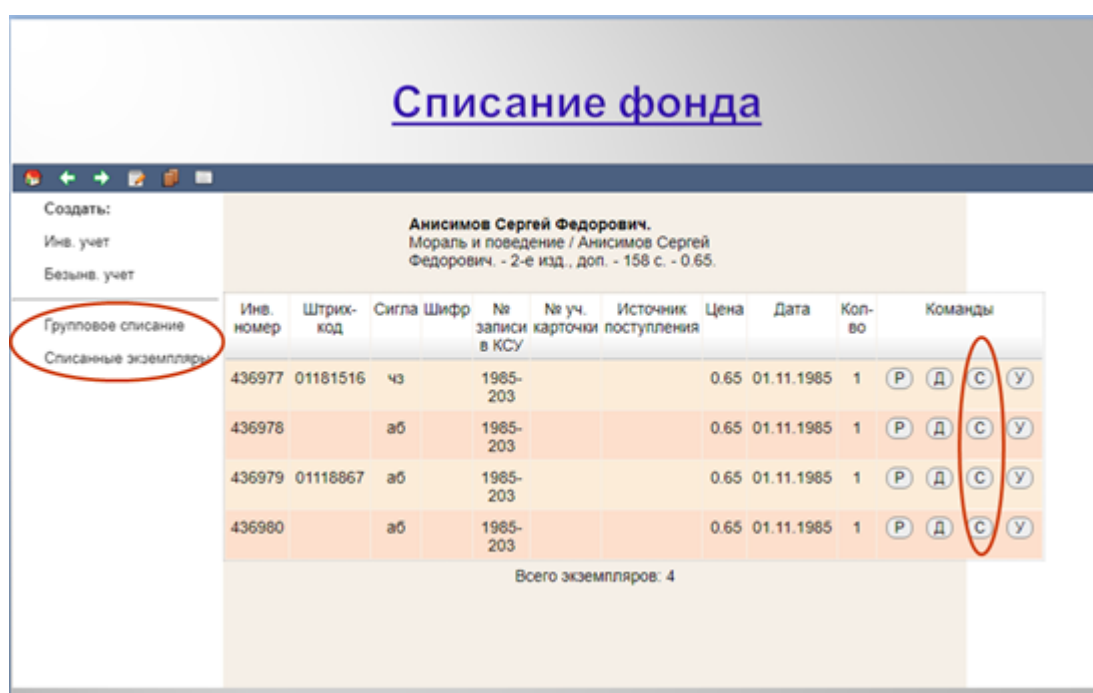 Списание фонда
Создать:
Инв. учет
Безынв. учет
Групповое списание
Списанные экземпляры
Анисимов Сергей Федорович.
Мораль и поведение / Анисимов Сергей
Федорович. - 2-е изд., доп. - 158 с. - 0.65.
Инв. номер Штрих-код Сигла Шифр № записи в КСУ № уч. карточки Источник поступления Цена Дата Кол-во Команды
436977 01181516 чз 1985-203 0.65 01.11.1985 1 Р Д С У
436978 аб 1985-203 0.65 01.11.1985 1 Р Д С У
436979 01118867 аб 1985-203 0.65 01.11.1985 1 Р Д С У
436980 аб 1985-203 0.65 01.11.1985 1 Р Д С У
Всего экземпляров: 4